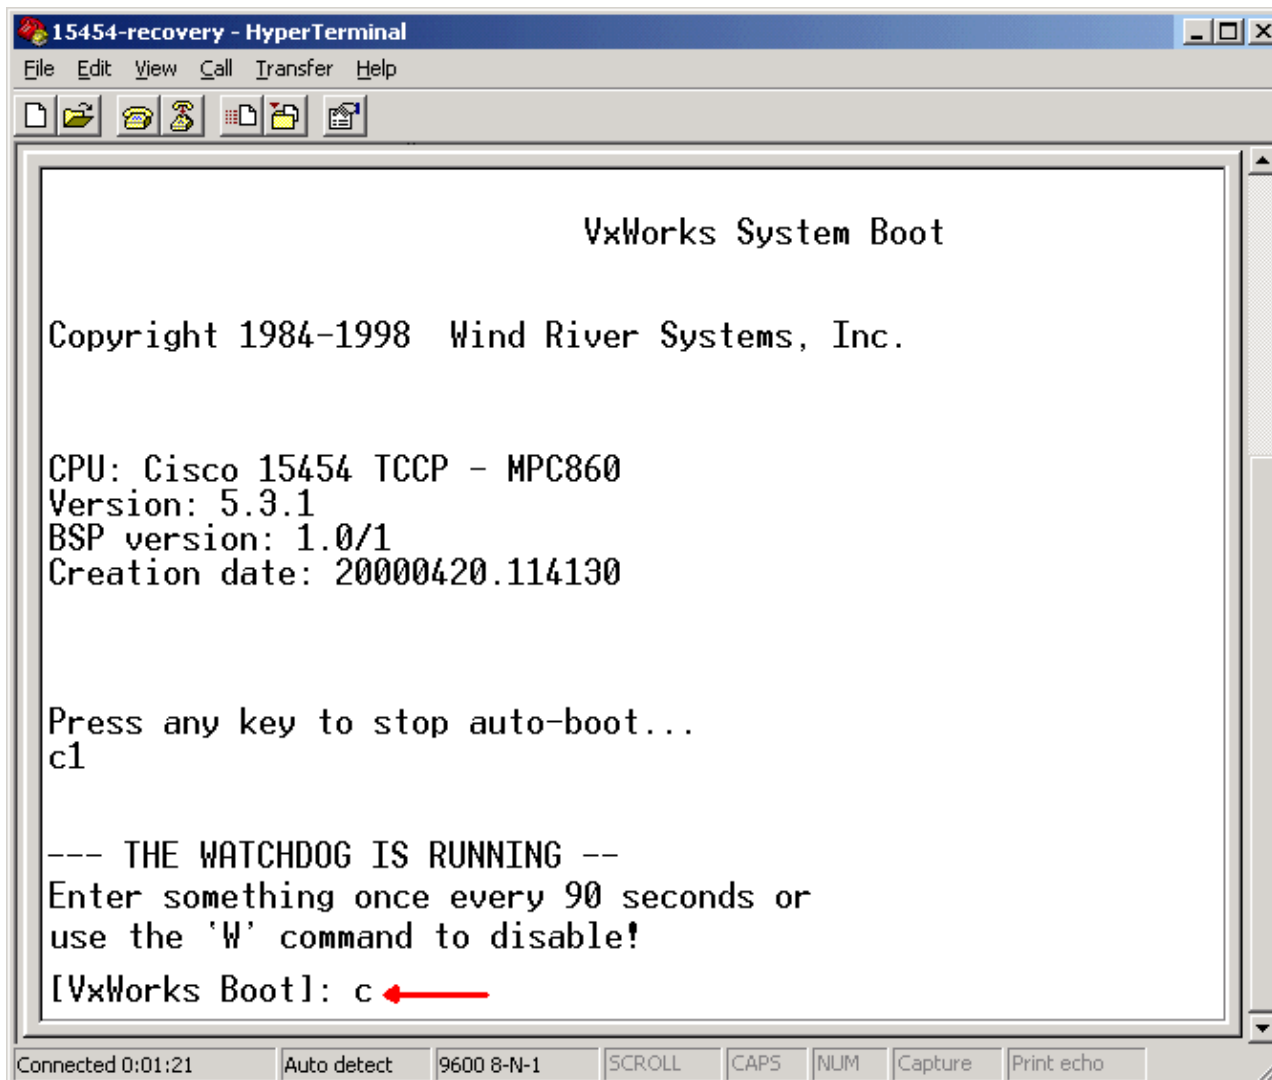 15454-recovery - HyperTerminal
File Edit View Call Transfer Help
VxWorks System Boot
Copyright 1984-1998 Wind River Systems, Inc.
CPU: Cisco 15454 TCCP - MPC860
Version: 5.3.1
BSP version: 1.0/1
Creation date: 20000420.114130
Press any key to stop auto-boot...
c1
--- THE WATCHDOG IS RUNNING --
Enter something once every 90 seconds or
use the 'W' command to disable!
[VxWorks Boot]: c
Connected 0:01:21 Auto detect 9600 8-N-1 SCROLL CAPS NUM Capture Print echo